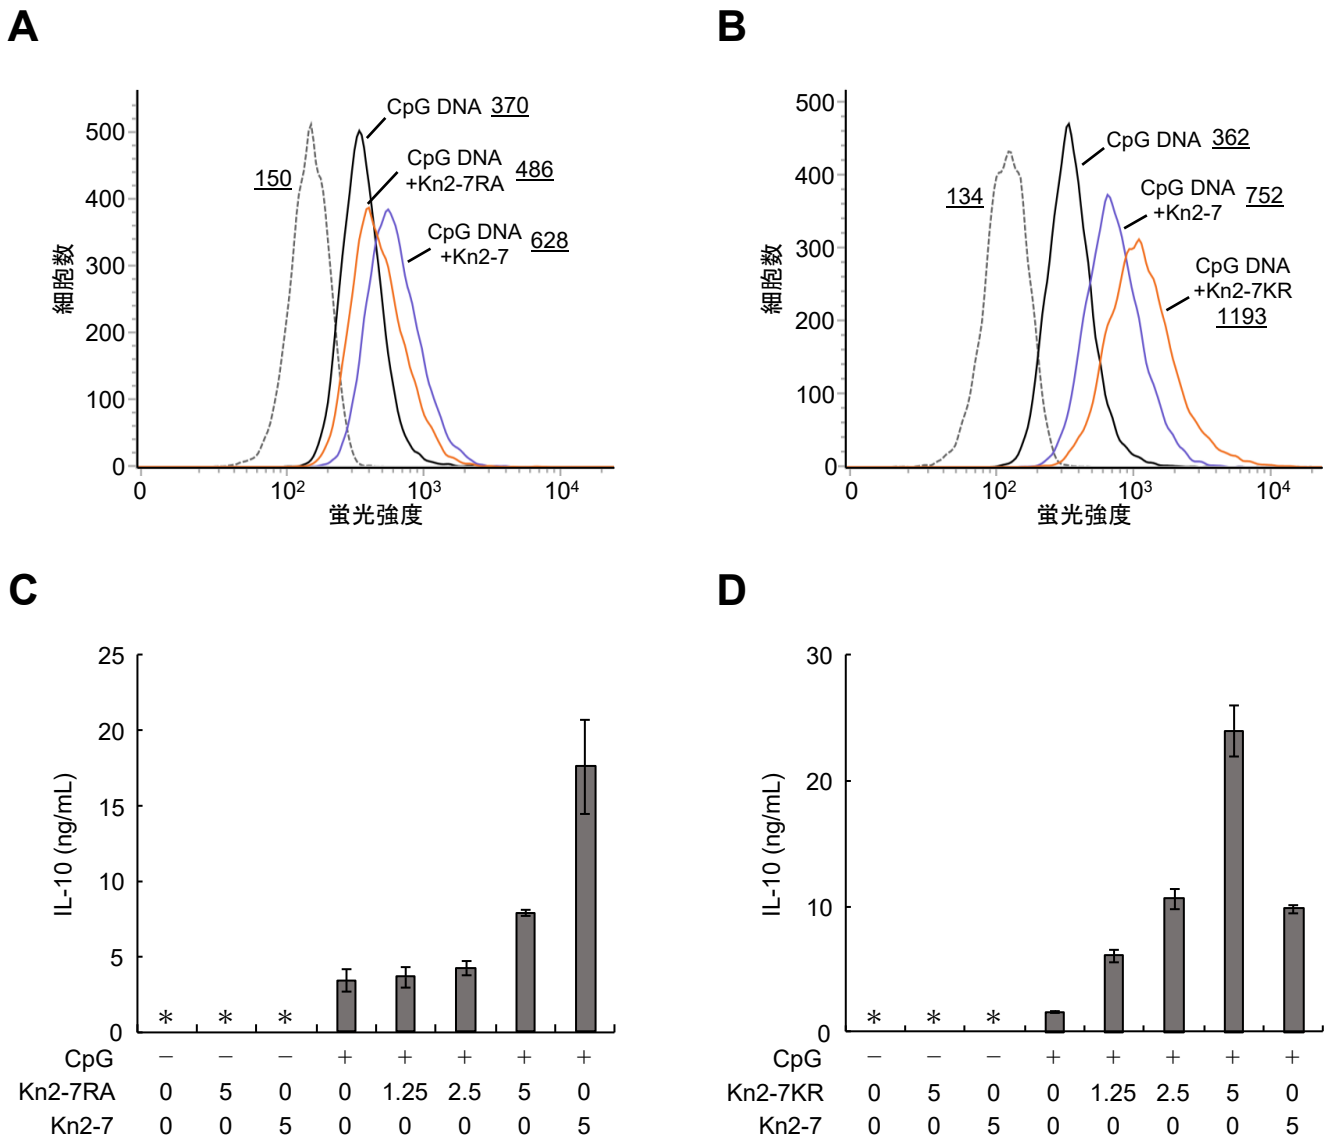 A
500
400
300
200
100
0
細胞数
150
CpG DNA 370
CpG DNA
+Kn2-7RA 486
CpG DNA
+Kn2-7 628
0 10² 10³ 10⁴
蛍光強度
B
500
400
300
200
100
0
細胞数
134
CpG DNA 362
CpG DNA
+Kn2-7 752
CpG DNA
+Kn2-7KR
1193
0 10² 10³ 10⁴
蛍光強度
C
25
20
15
10
5
0
IL-10 (ng/mL)
* * *
CpG − − − + + + + +
Kn2-7RA 0 5 0 0 1.25 2.5 5 0
Kn2-7 0 0 5 0 0 0 0 5
D
30
20
10
0
IL-10 (ng/mL)
* * *
CpG − − − + + + + +
Kn2-7KR 0 5 0 0 1.25 2.5 5 0
Kn2-7 0 0 5 0 0 0 0 5